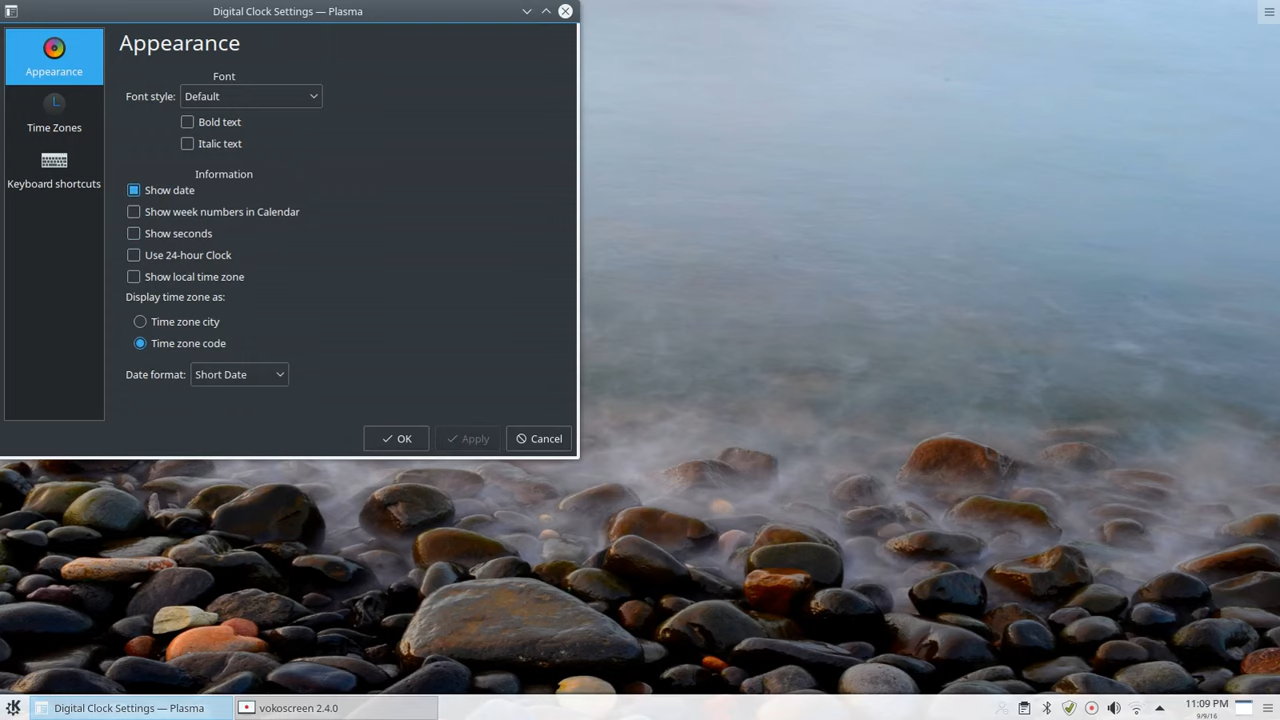 Digital Clock Settings — Plasma
Appearance
Time Zones
Keyboard shortcuts
Appearance
Font
Font style: Default
Bold text
Italic text
Information
Show date
Show week numbers in Calendar
Show seconds
Use 24-hour Clock
Show local time zone
Display time zone as:
Time zone city
Time zone code
Date format: Short Date
OK
Apply
Cancel
Digital Clock Settings — Plasma
vokoscreen 2.4.0
11:09 PM
9/9/16